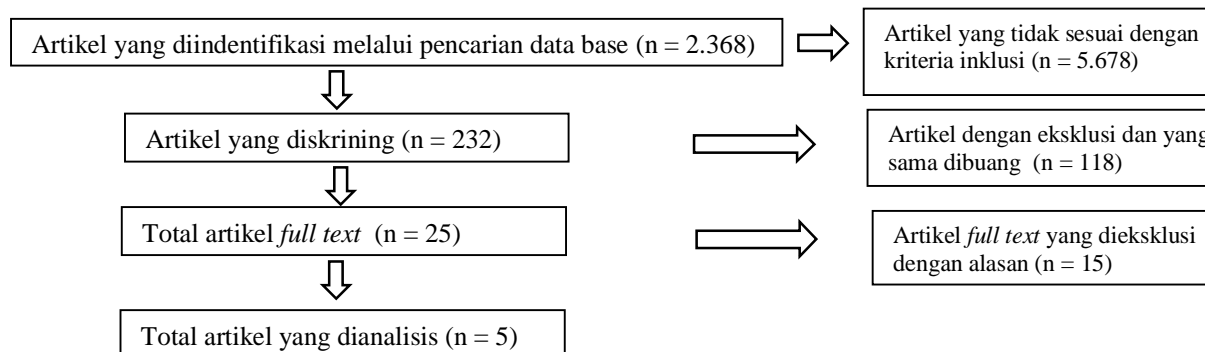 Artikel yang diindentifikasi melalui pencarian data base (n = 2.368)
Artikel yang tidak sesuai dengan
kriteria inklusi (n = 5.678)
Artikel yang diskrining (n = 232)
Artikel dengan eksklusi dan yang
sama dibuang (n = 118)
Total artikel full text (n = 25)
Artikel full text yang dieksklusi
dengan alasan (n = 15)
Total artikel yang dianalisis (n = 5)